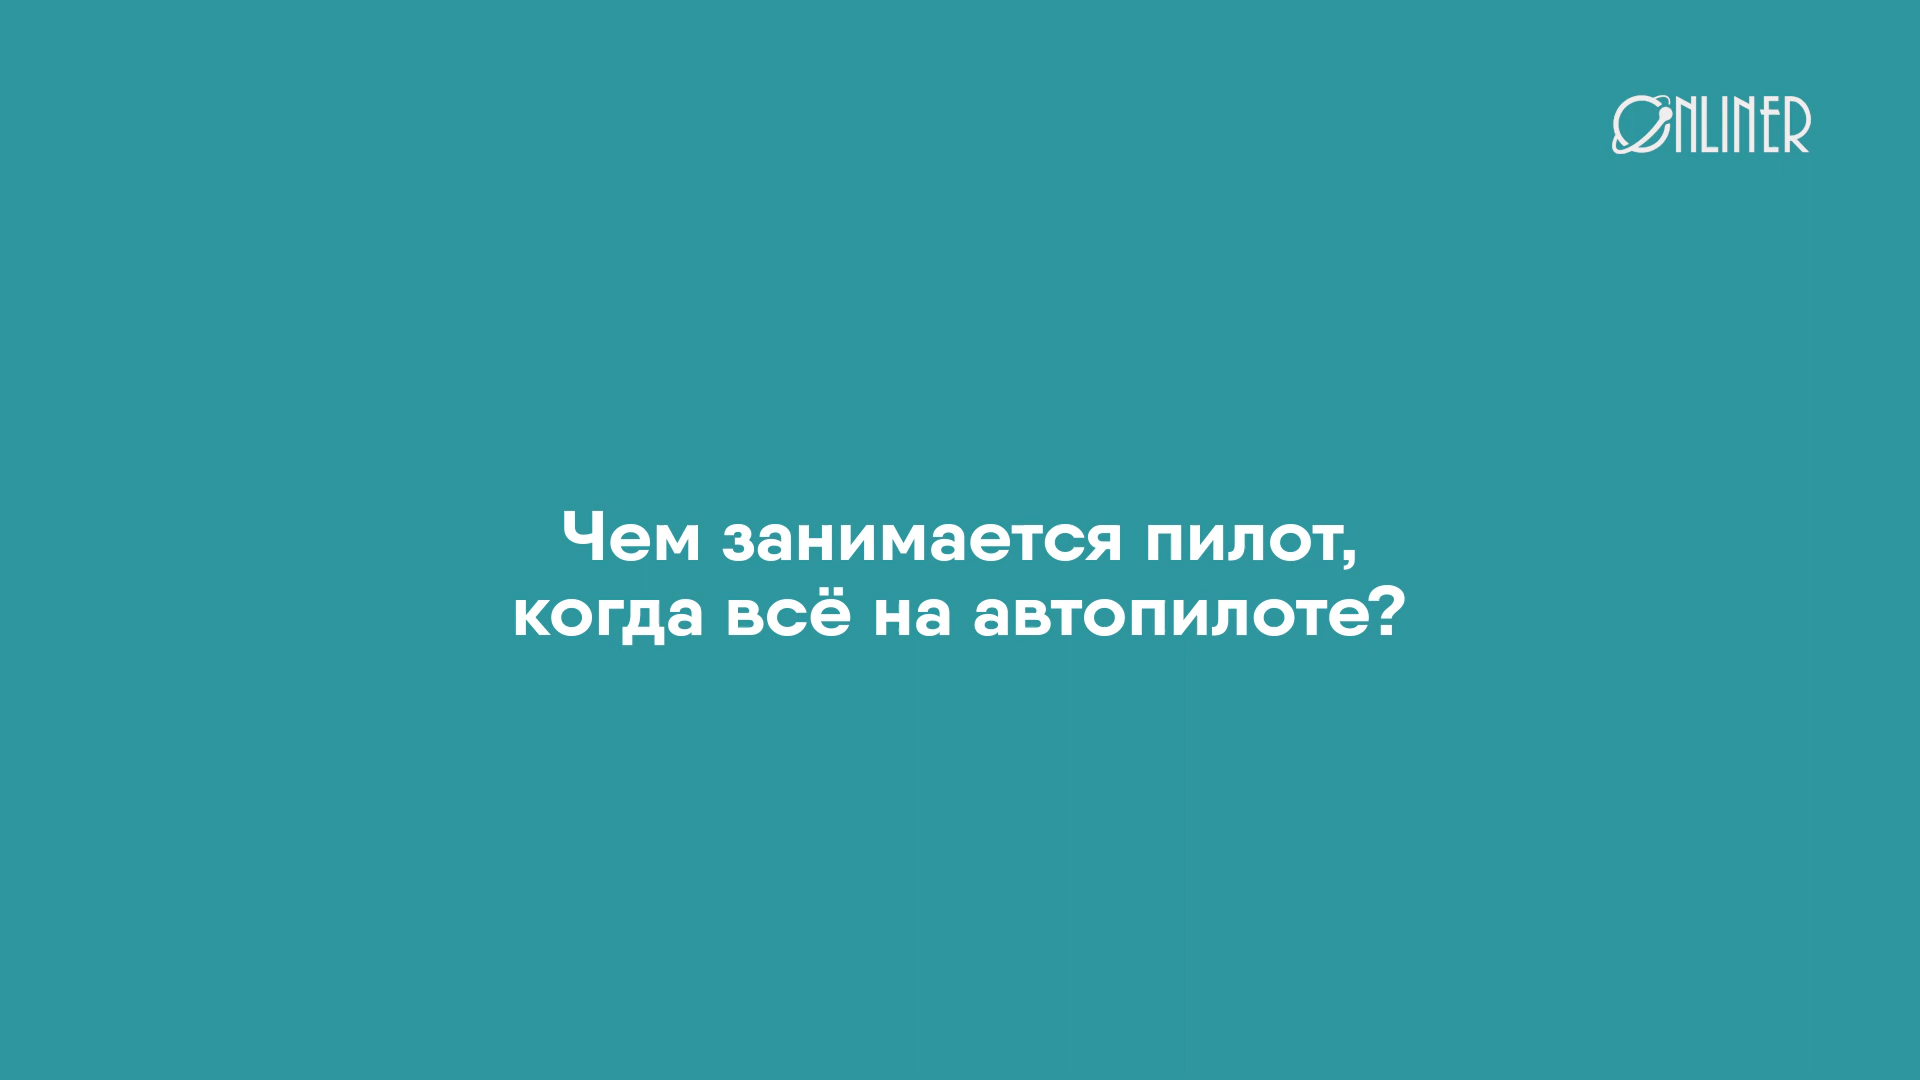 ONLINER
Чем занимается пилот,
когда всё на автопилоте?